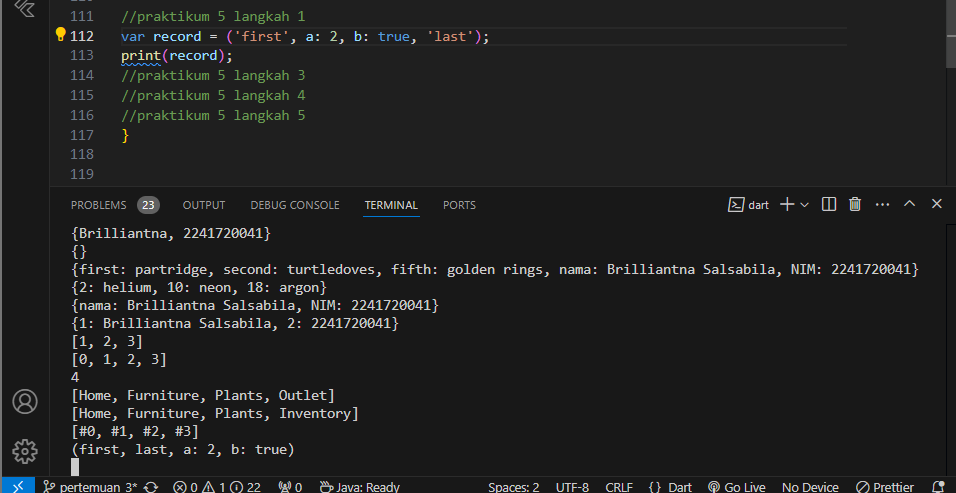 111 //praktikum 5 langkah 1
112 var record = ('first', a: 2, b: true, 'last');
113 print(record);
114 //praktikum 5 langkah 3
115 //praktikum 5 langkah 4
116 //praktikum 5 langkah 5
117 }
118
119
PROBLEMS 23 OUTPUT DEBUG CONSOLE TERMINAL PORTS dart
{Brilliantna, 2241720041}
{}
{first: partridge, second: turtledoves, fifth: golden rings, nama: Brilliantna Salsabila, NIM: 2241720041}
{2: helium, 10: neon, 18: argon}
{nama: Brilliantna Salsabila, NIM: 2241720041}
{1: Brilliantna Salsabila, 2: 2241720041}
[1, 2, 3]
[0, 1, 2, 3]
4
[Home, Furniture, Plants, Outlet]
[Home, Furniture, Plants, Inventory]
[#0, #1, #2, #3]
(first, last, a: 2, b: true)
pertemuan 3* 0 1 22 0 Java: Ready Spaces: 2 UTF-8 CRLF {} Dart Go Live No Device Prettier